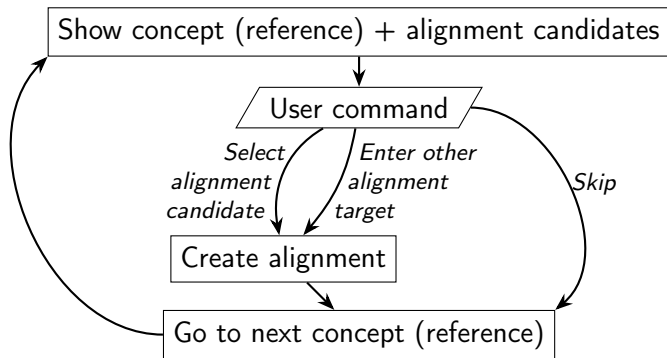 Show concept (reference) + alignment candidates
User command
Select
alignment
candidate
Enter other
alignment
target
Skip
Create alignment
Go to next concept (reference)